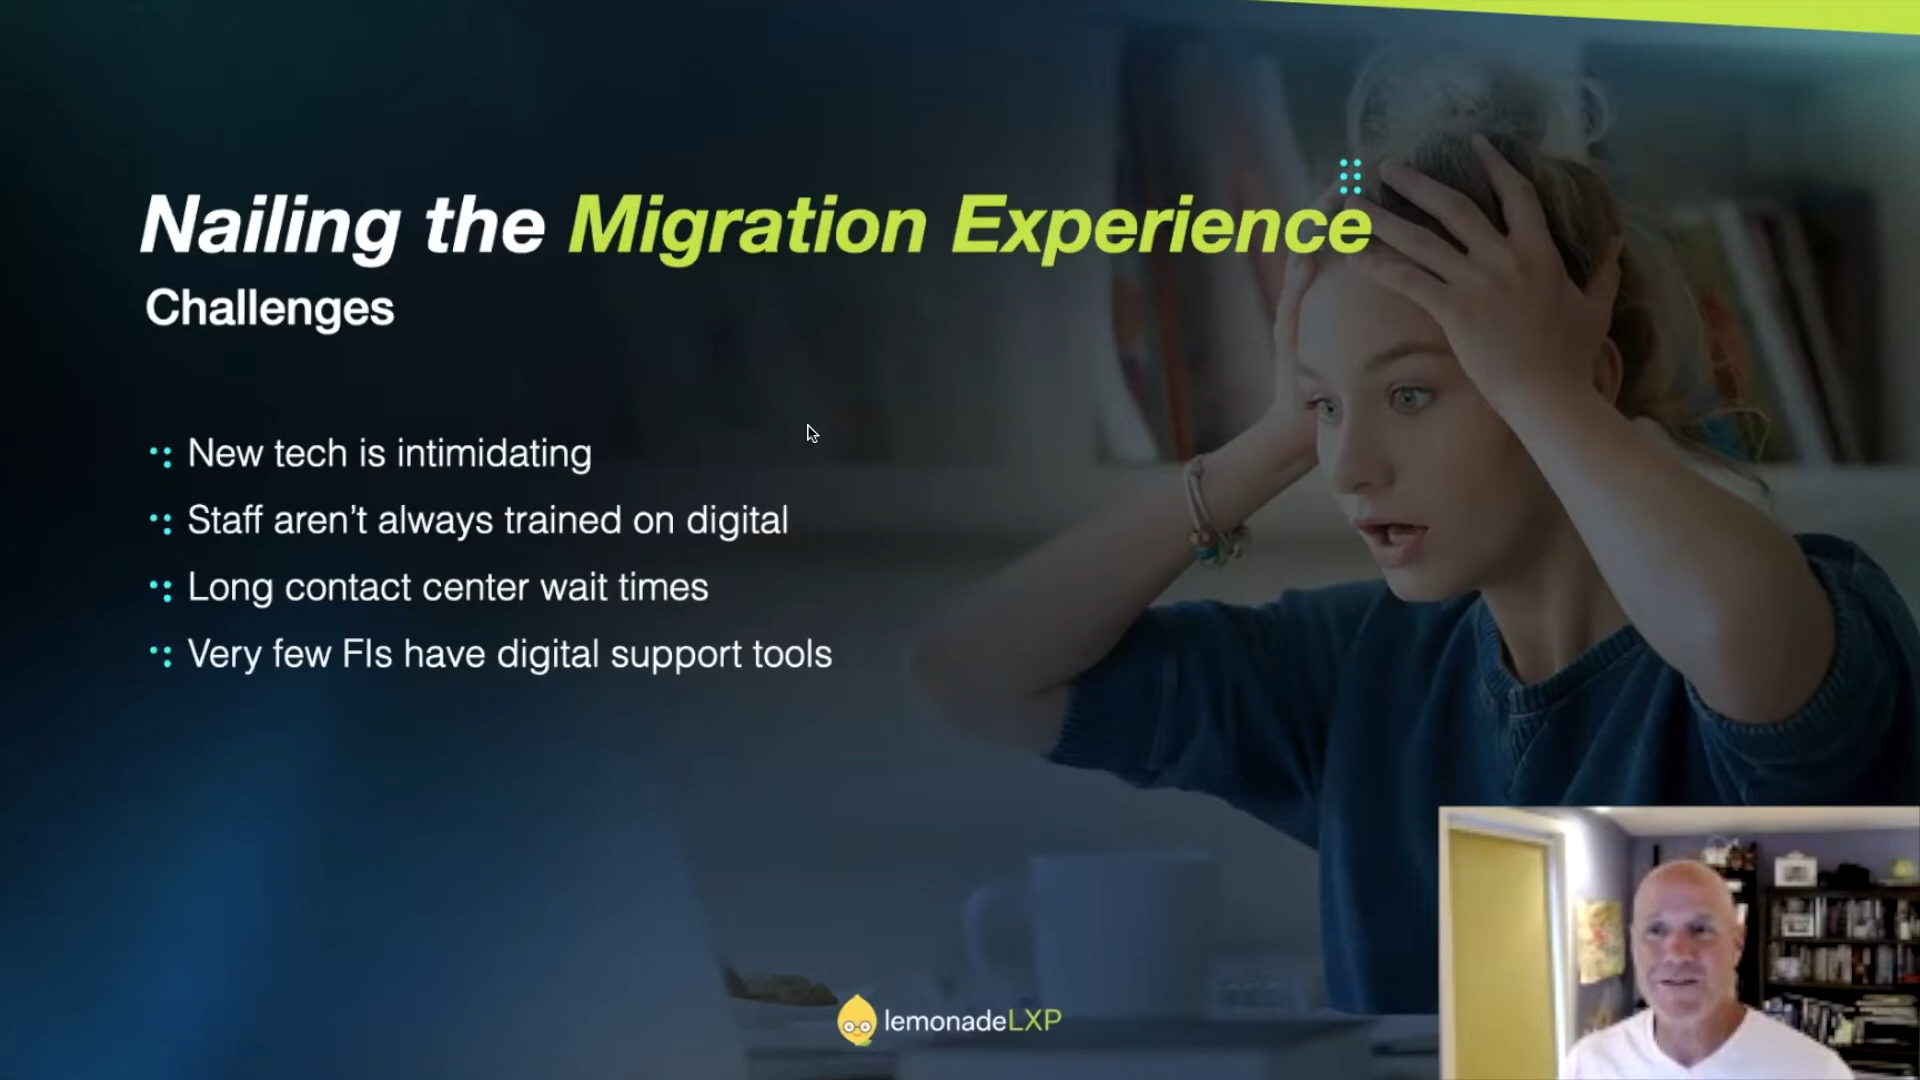 Nailing the Migration Experience
Challenges
New tech is intimidating
Staff aren’t always trained on digital
Long contact center wait times
Very few FIs have digital support tools
lemonadeLXP